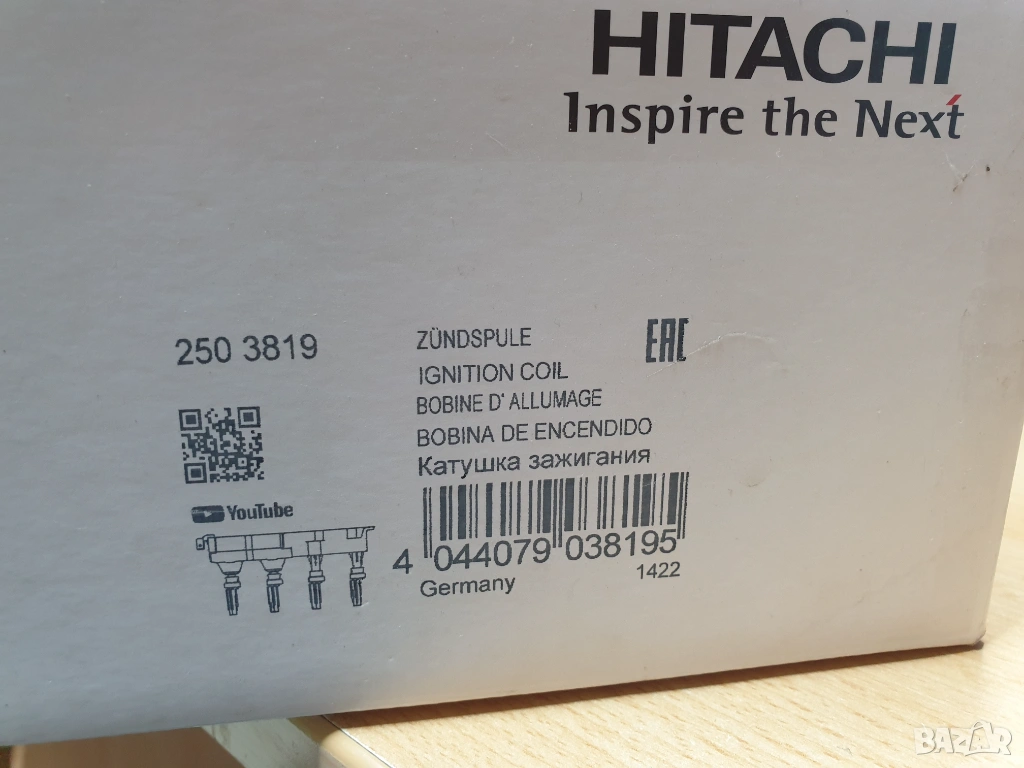 HITACHI
Inspire the Next
250 3819
ZÜNDSPULE
IGNITION COIL
BOBINE D' ALLUMAGE
BOBINA DE ENCENDIDO
Катушка зажигания
EAC
YouTube
4 044079 038195
Germany 1422
BAZAR